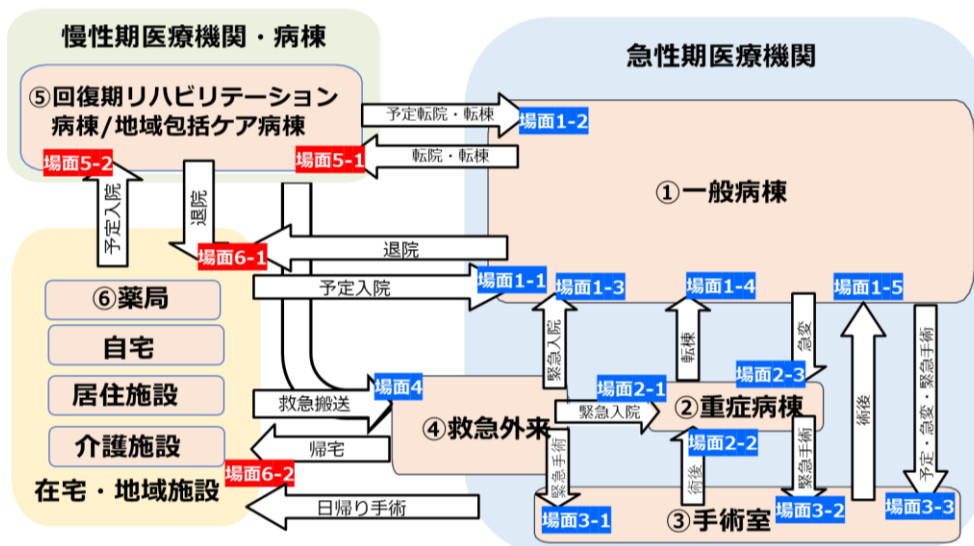 慢性期医療機関・病棟
急性期医療機関
⑤回復期リハビリテーション
病棟/地域包括ケア病棟
予定転院・転棟
場面1-2
転院・転棟
場面5-1
場面5-2
①一般病棟
予定入院
退院
場面6-1
退院
予定入院
場面1-1
場面1-3
場面1-4
場面1-5
⑥薬局
自宅
居住施設
介護施設
在宅・地域施設
緊急入院
転棟
急変
術後
予定・急変・緊急手術
救急搬送
場面4
④救急外来
場面2-1
緊急入院
場面2-3
②重症病棟
場面2-2
帰宅
場面6-2
日帰り手術
緊急手術
術後
緊急手術
場面3-1
③手術室
場面3-2
場面3-3